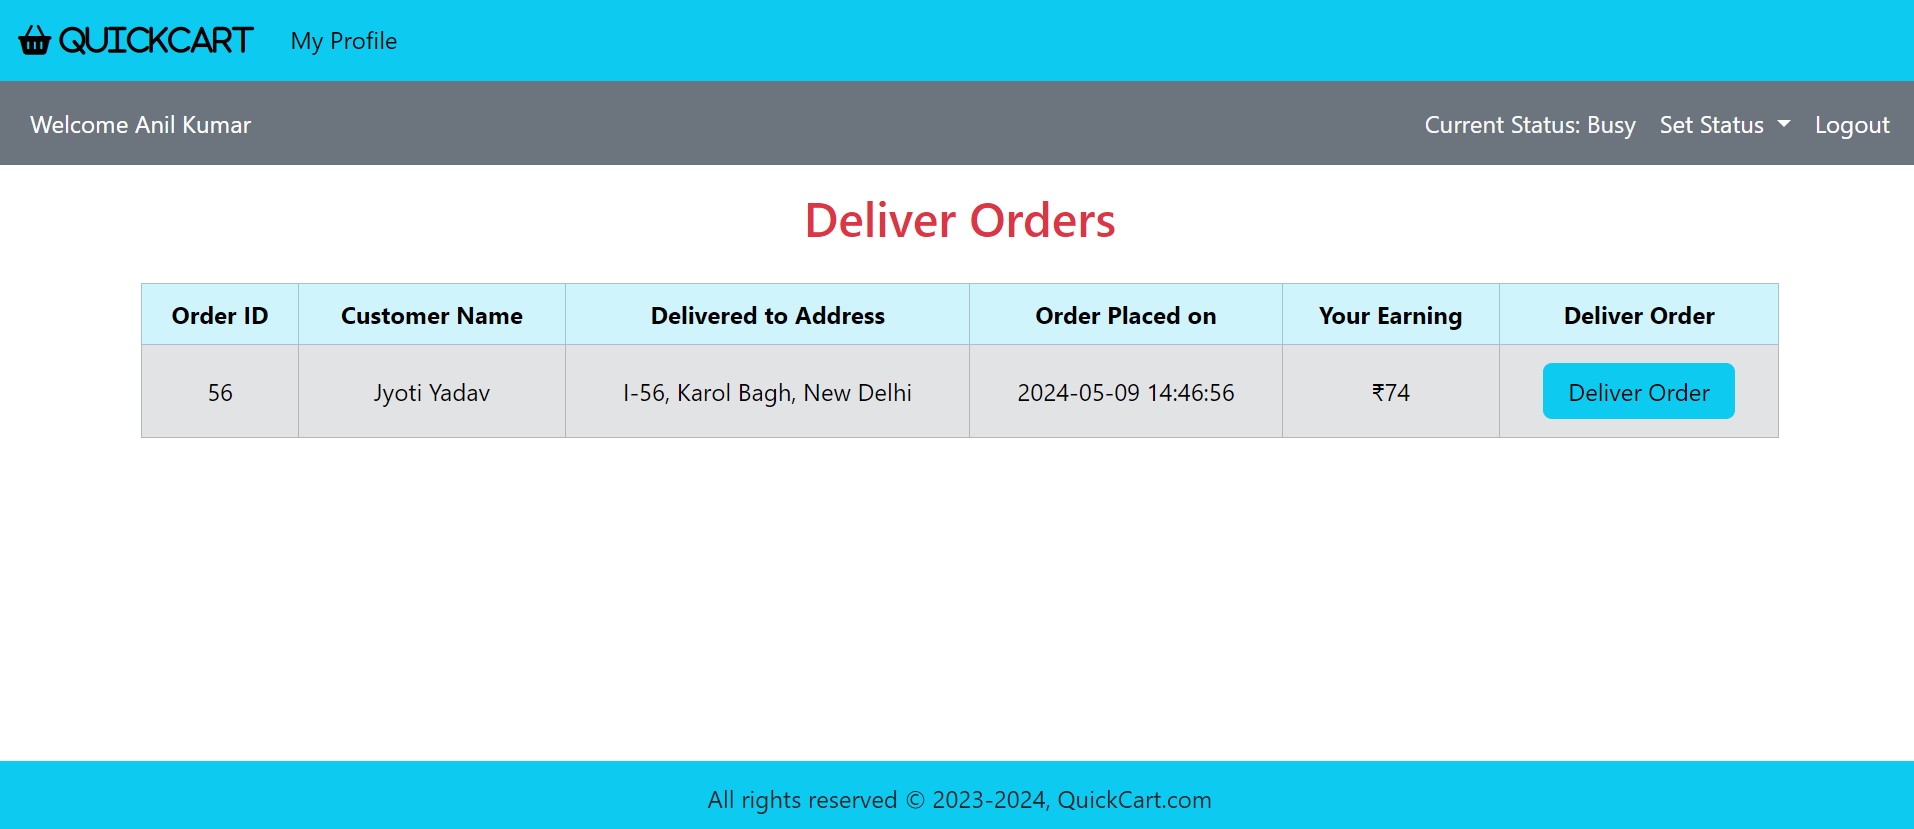 QUICKCART My Profile
Welcome Anil Kumar Current Status: Busy Set Status Logout
Deliver Orders
Order ID Customer Name Delivered to Address Order Placed on Your Earning Deliver Order
56 Jyoti Yadav I-56, Karol Bagh, New Delhi 2024-05-09 14:46:56 ₹74 Deliver Order
All rights reserved © 2023-2024, QuickCart.com